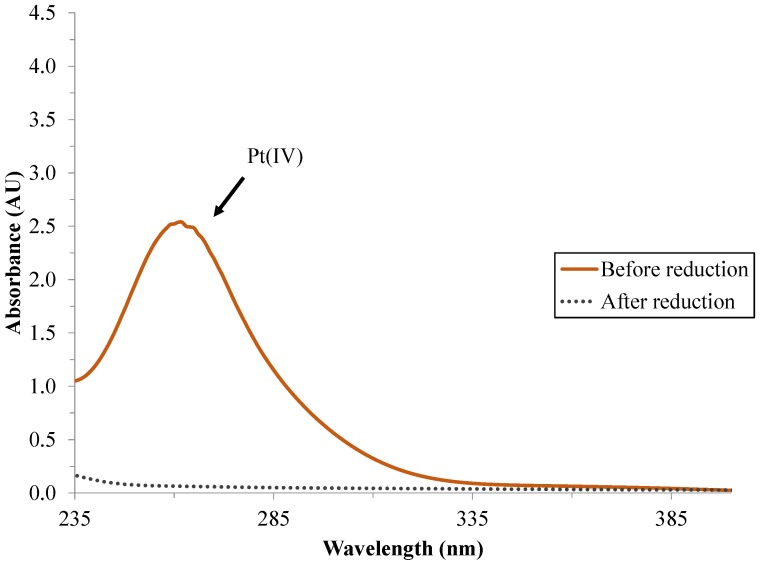 4.5
4.0
3.5
3.0
2.5
2.0
1.5
1.0
0.5
0.0
Absorbance (AU)
Pt(IV)
Before reduction
After reduction
235 285 335 385
Wavelength (nm)